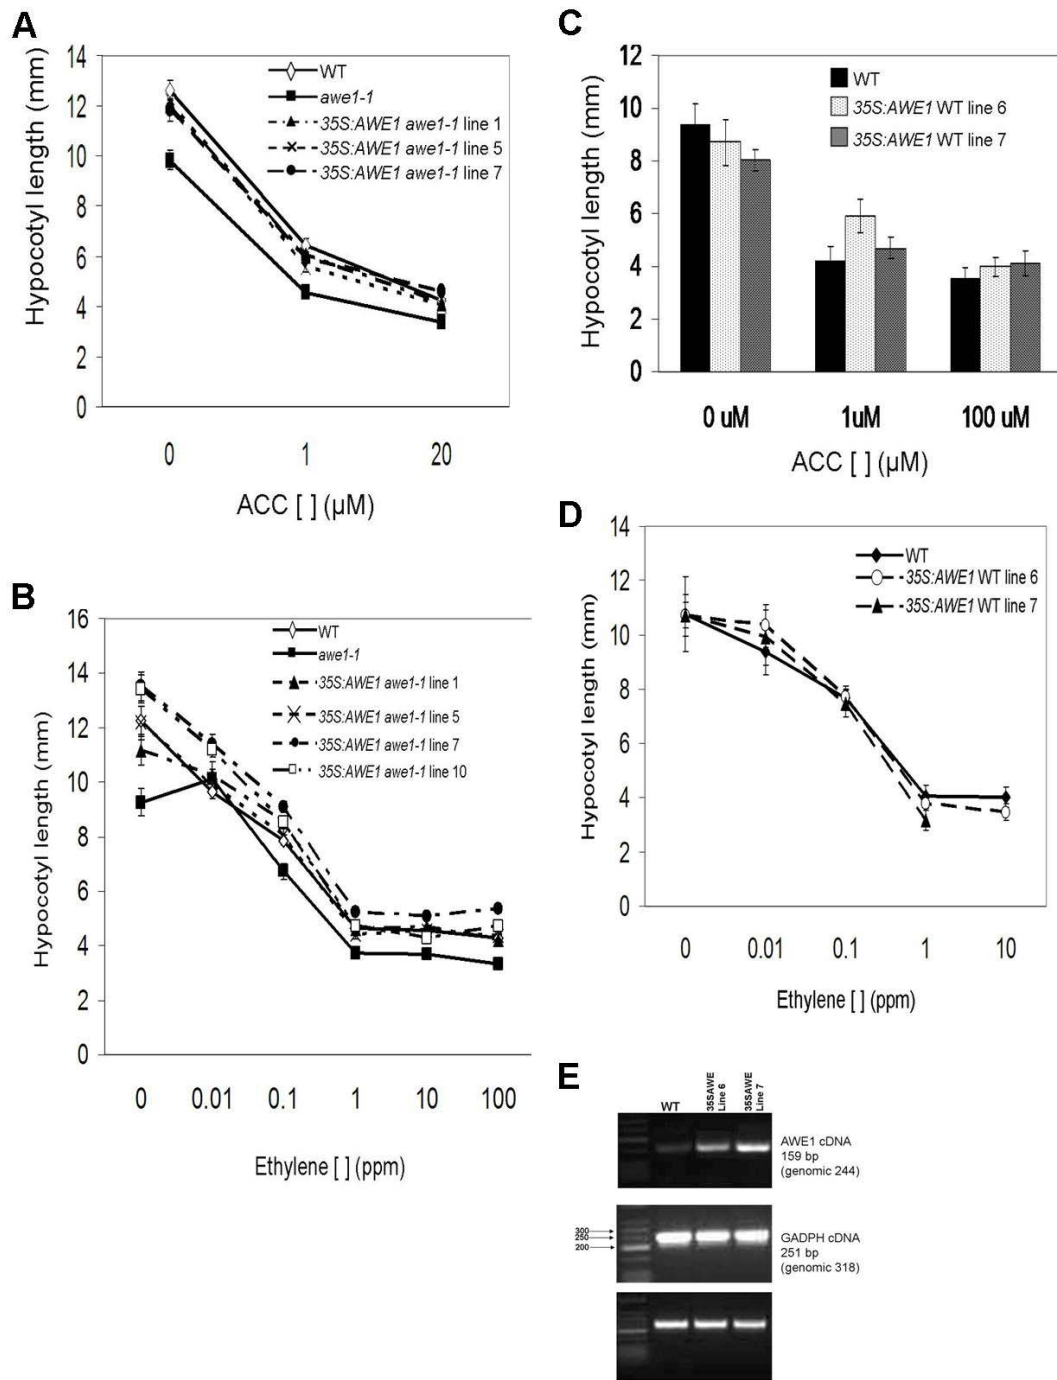 A
Hypocotyl length (mm)
14
12
10
8
6
4
2
0
WT
awe1-1
35S:AWE1 awe1-1 line 1
35S:AWE1 awe1-1 line 5
35S:AWE1 awe1-1 line 7
0 1 20
ACC [ ] (µM)
B
Hypocotyl length (mm)
16
14
12
10
8
6
4
2
0
WT
awe1-1
35S:AWE1 awe1-1 line 1
35S:AWE1 awe1-1 line 5
35S:AWE1 awe1-1 line 7
35S:AWE1 awe1-1 line 10
0 0.01 0.1 1 10 100
Ethylene [ ] (ppm)
C
Hypocotyl length (mm)
12
10
8
6
4
2
0
WT
35S:AWE1 WT line 6
35S:AWE1 WT line 7
0 uM 1uM 100 uM
ACC [ ] (µM)
D
Hypocotyl length (mm)
14
12
10
8
6
4
2
0
WT
35S:AWE1 WT line 6
35S:AWE1 WT line 7
0 0.01 0.1 1 10
Ethylene [ ] (ppm)
E
WT
35SAWE
Line 6
35SAWE
Line 7
AWE1 cDNA
159 bp
(genomic 244)
300
250
200
GADPH cDNA
251 bp
(genomic 318)